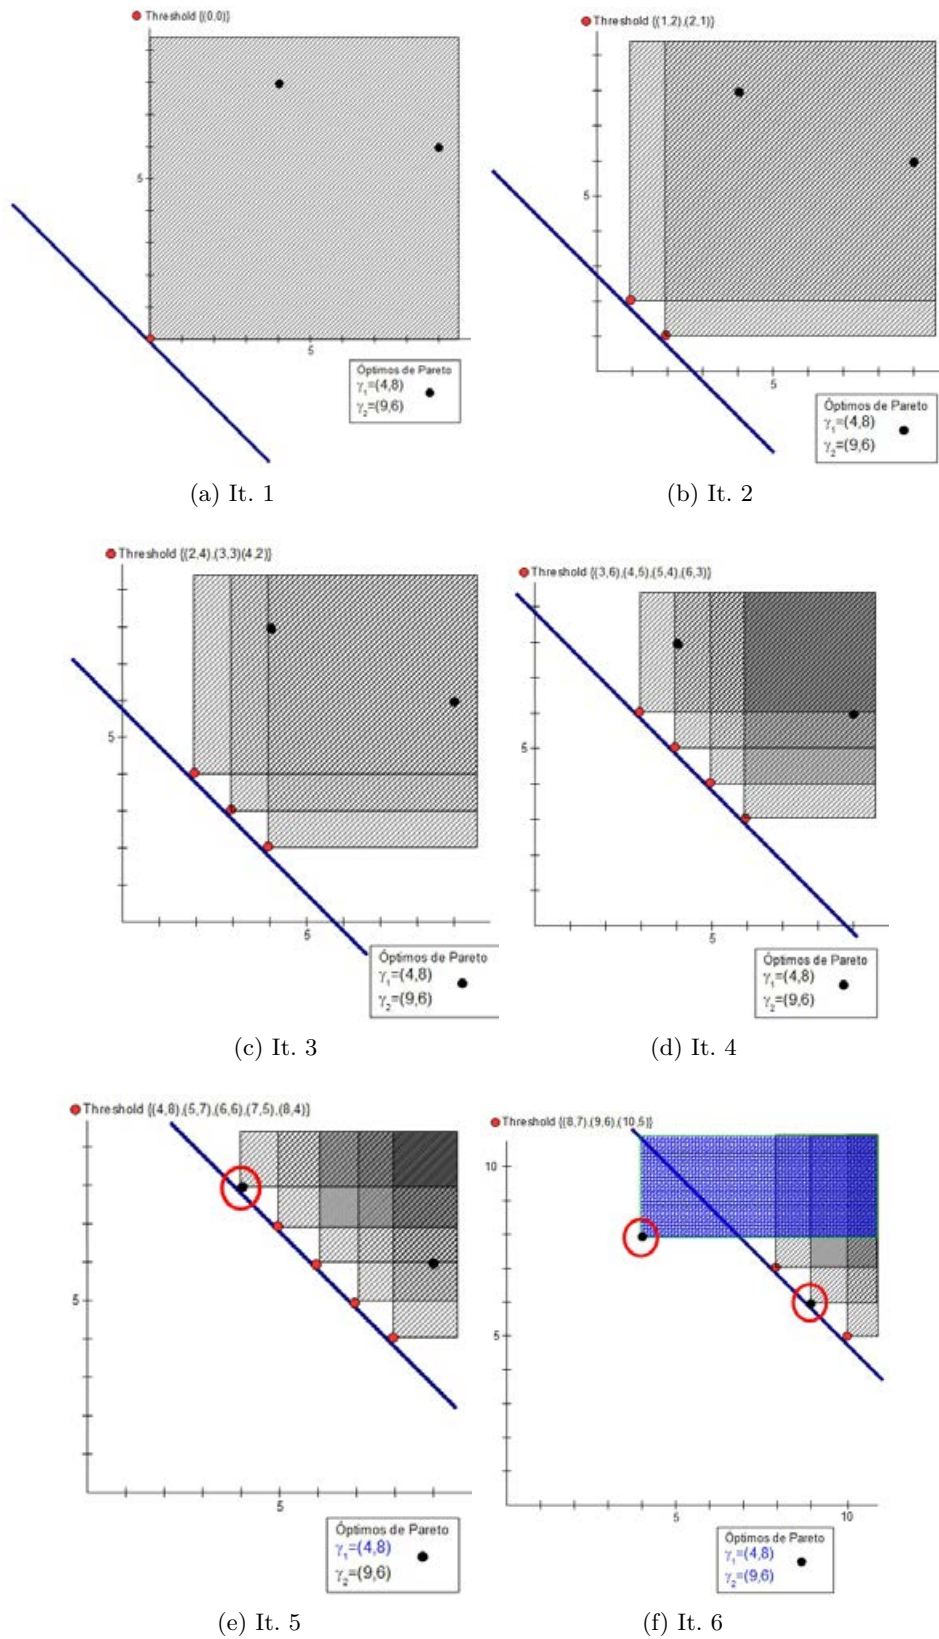 Threshold {(0,0)}
5
5
Óptimos de Pareto
γ₁=(4,8)
γ₂=(9,6)
(a) It. 1
Threshold {(1,2),(2,1)}
5
5
Óptimos de Pareto
γ₁=(4,8)
γ₂=(9,6)
(b) It. 2
Threshold {(2,4),(3,3)(4,2)}
5
5
Óptimos de Pareto
γ₁=(4,8)
γ₂=(9,6)
(c) It. 3
Threshold {(3,6),(4,5),(5,4),(6,3)}
5
5
Óptimos de Pareto
γ₁=(4,8)
γ₂=(9,6)
(d) It. 4
Threshold {(4,8),(5,7),(6,6),(7,5),(8,4)}
5
5
Óptimos de Pareto
γ₁=(4,8)
γ₂=(9,6)
(e) It. 5
Threshold {(8,7),(9,6),(10,5)}
10
5
5 10
Óptimos de Pareto
γ₁=(4,8)
γ₂=(9,6)
(f) It. 6